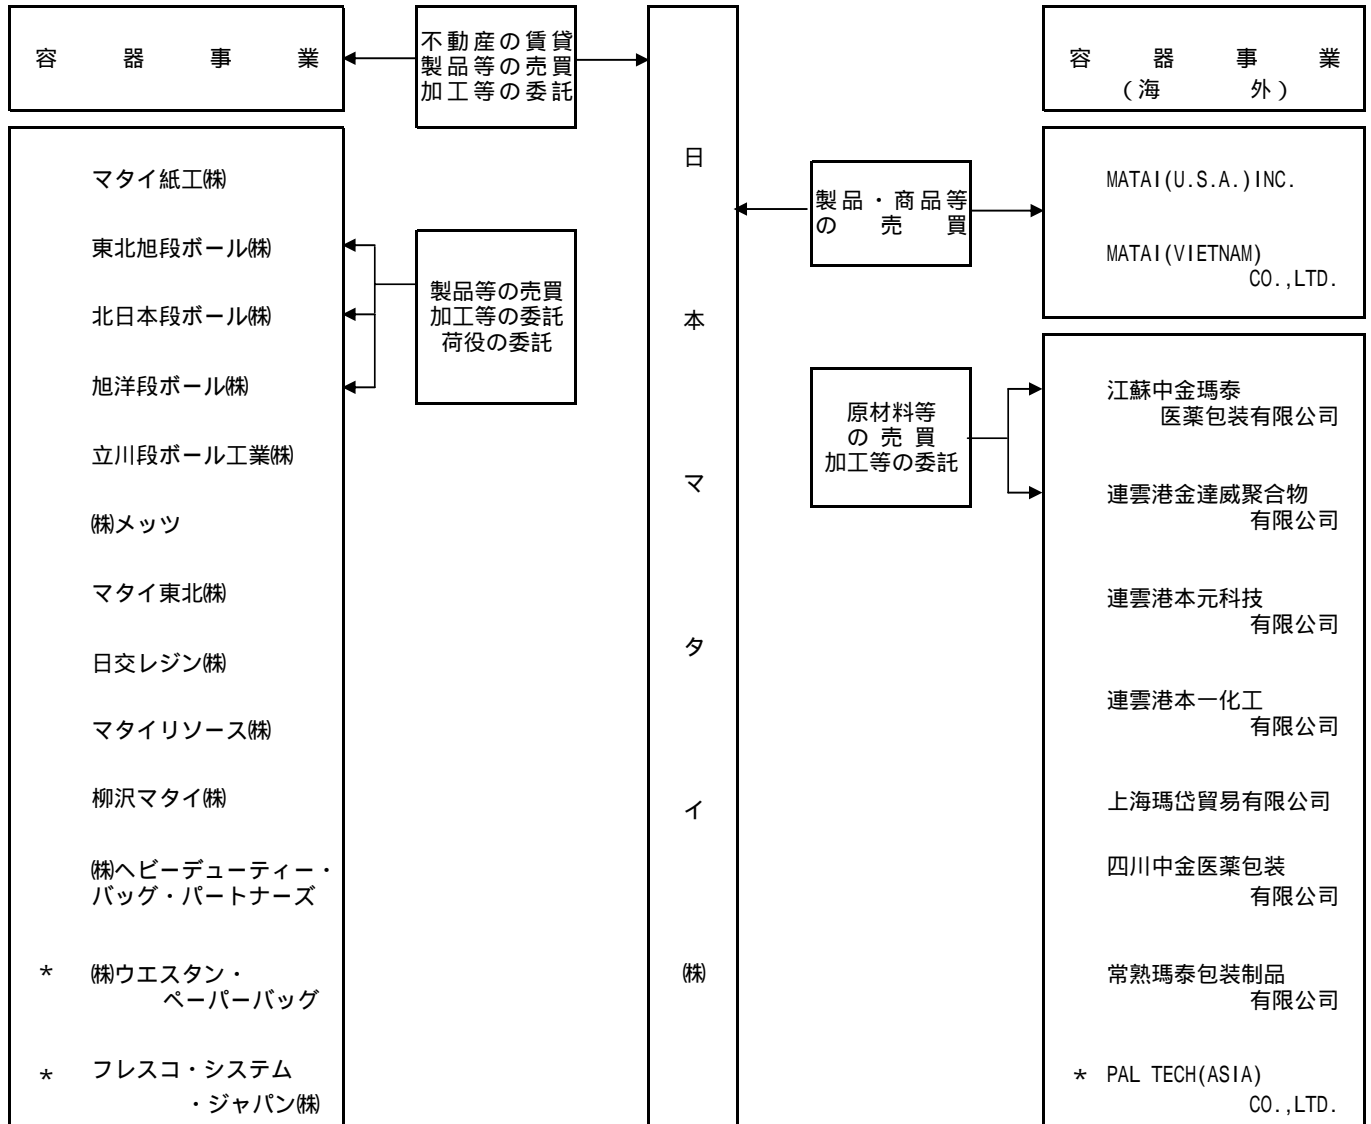 容器事業
不動産の賃貸
製品等の売買
加工等の委託
容器事業
(海外)
マタイ紙工㈱
東北旭段ボール㈱
北日本段ボール㈱
旭洋段ボール㈱
立川段ボール工業㈱
㈱メッツ
マタイ東北㈱
日交レジン㈱
マタイリソース㈱
柳沢マタイ㈱
㈱ヘビーデューティー・
バッグ・パートナーズ
* ㈱ウエスタン・
ペーパーバッグ
* フレスコ・システム
・ジャパン㈱
製品等の売買
加工等の委託
荷役の委託
日本マタイ㈱
製品・商品等
の売買
原材料等
の売買
加工等の委託
MATAI(U.S.A.)INC.
MATAI(VIETNAM)
CO.,LTD.
江蘇中金瑪泰
医薬包装有限公司
連雲港金達威聚合物
有限公司
連雲港本元科技
有限公司
連雲港本一化工
有限公司
上海瑪岱貿易有限公司
四川中金医薬包装
有限公司
常熟瑪泰包装制品
有限公司
* PAL TECH(ASIA)
CO.,LTD.